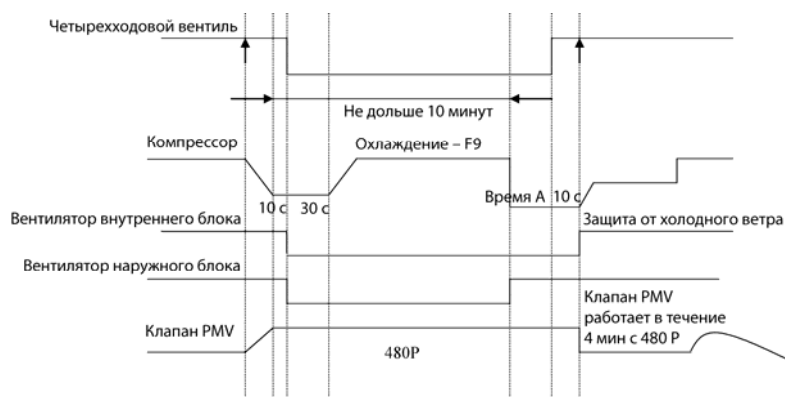 Четырехходовой вентиль
Не дольше 10 минут
Компрессор
Охлаждение – F9
10 с
30 с
Время А
10 с
Вентилятор внутреннего блока
Защита от холодного ветра
Вентилятор наружного блока
Клапан PMV
работает в течение
4 мин с 480 Р
Клапан PMV
480P